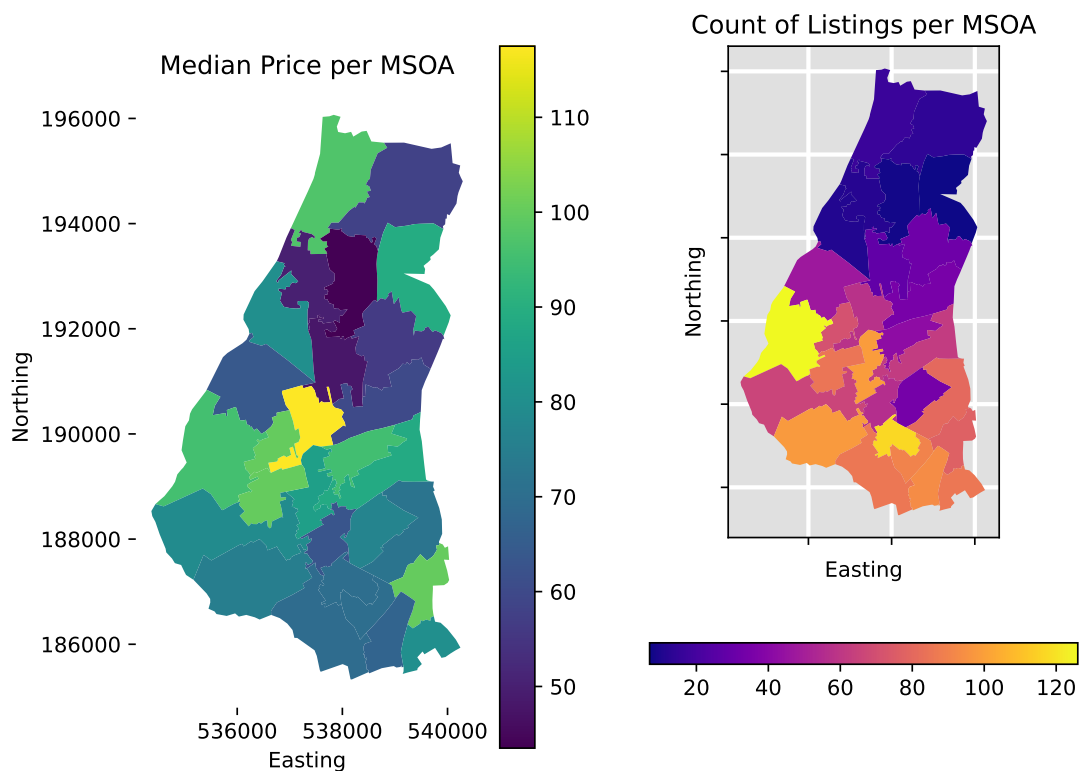 Median Price per MSOA
196000
194000
192000
190000
188000
186000
Northing
536000 538000 540000
Easting
110
100
90
80
70
60
50
Count of Listings per MSOA
Northing
Easting
20 40 60 80 100 120